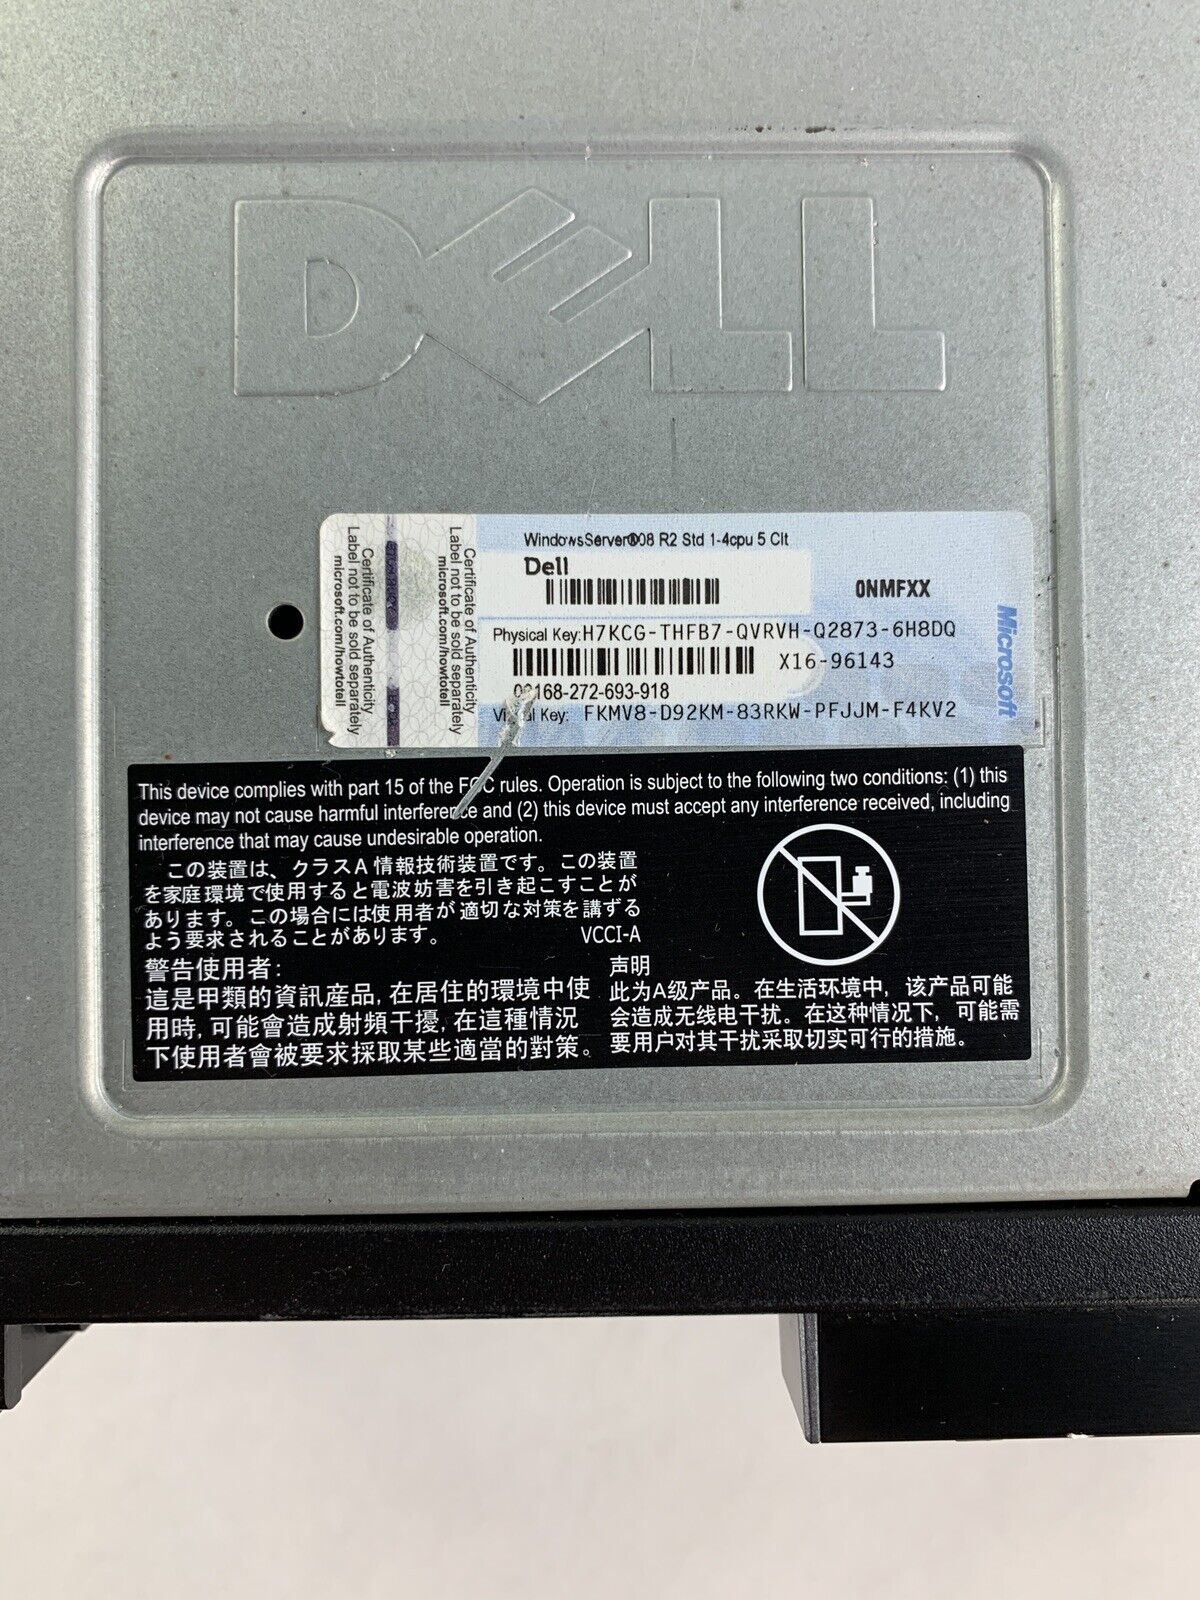 DELL
WindowsServer®08 R2 Std 1-4cpu 5 Clt
Dell
0NMFXX
Physical Key: H7KCG-THFB7-QVRVH-Q2873-6H8DQ
X16-96143
168-272-693-918
Key: FKMV8-D92KM-83RKW-PFJJM-F4KV2
Microsoft
Certificate of Authenticity
Label not to be sold separately
microsoft.com/howtotell
Certificate of Authenticity
Label not to be sold separately
microsoft.com/howtotell
This device complies with part 15 of the FCC rules. Operation is subject to the following two conditions: (1) this
device may not cause harmful interference and (2) this device must accept any interference received, including
interference that may cause undesirable operation.
この装置は、クラスA情報技術装置です。この装置
を家庭環境で使用すると電波妨害を引き起こすことが
あります。この場合には使用者が適切な対策を講ずる
よう要求されることがあります。 VCCI-A
警告使用者:
這是甲類的資訊産品,在居住的環境中使
用時,可能會造成射頻干擾,在這種情況
下使用者會被要求採取某些適當的對策。
声明
此为A级产品。在生活环境中，该产品可能
会造成无线电干扰。在这种情况下，可能需
要用户对其干扰采取切实可行的措施。